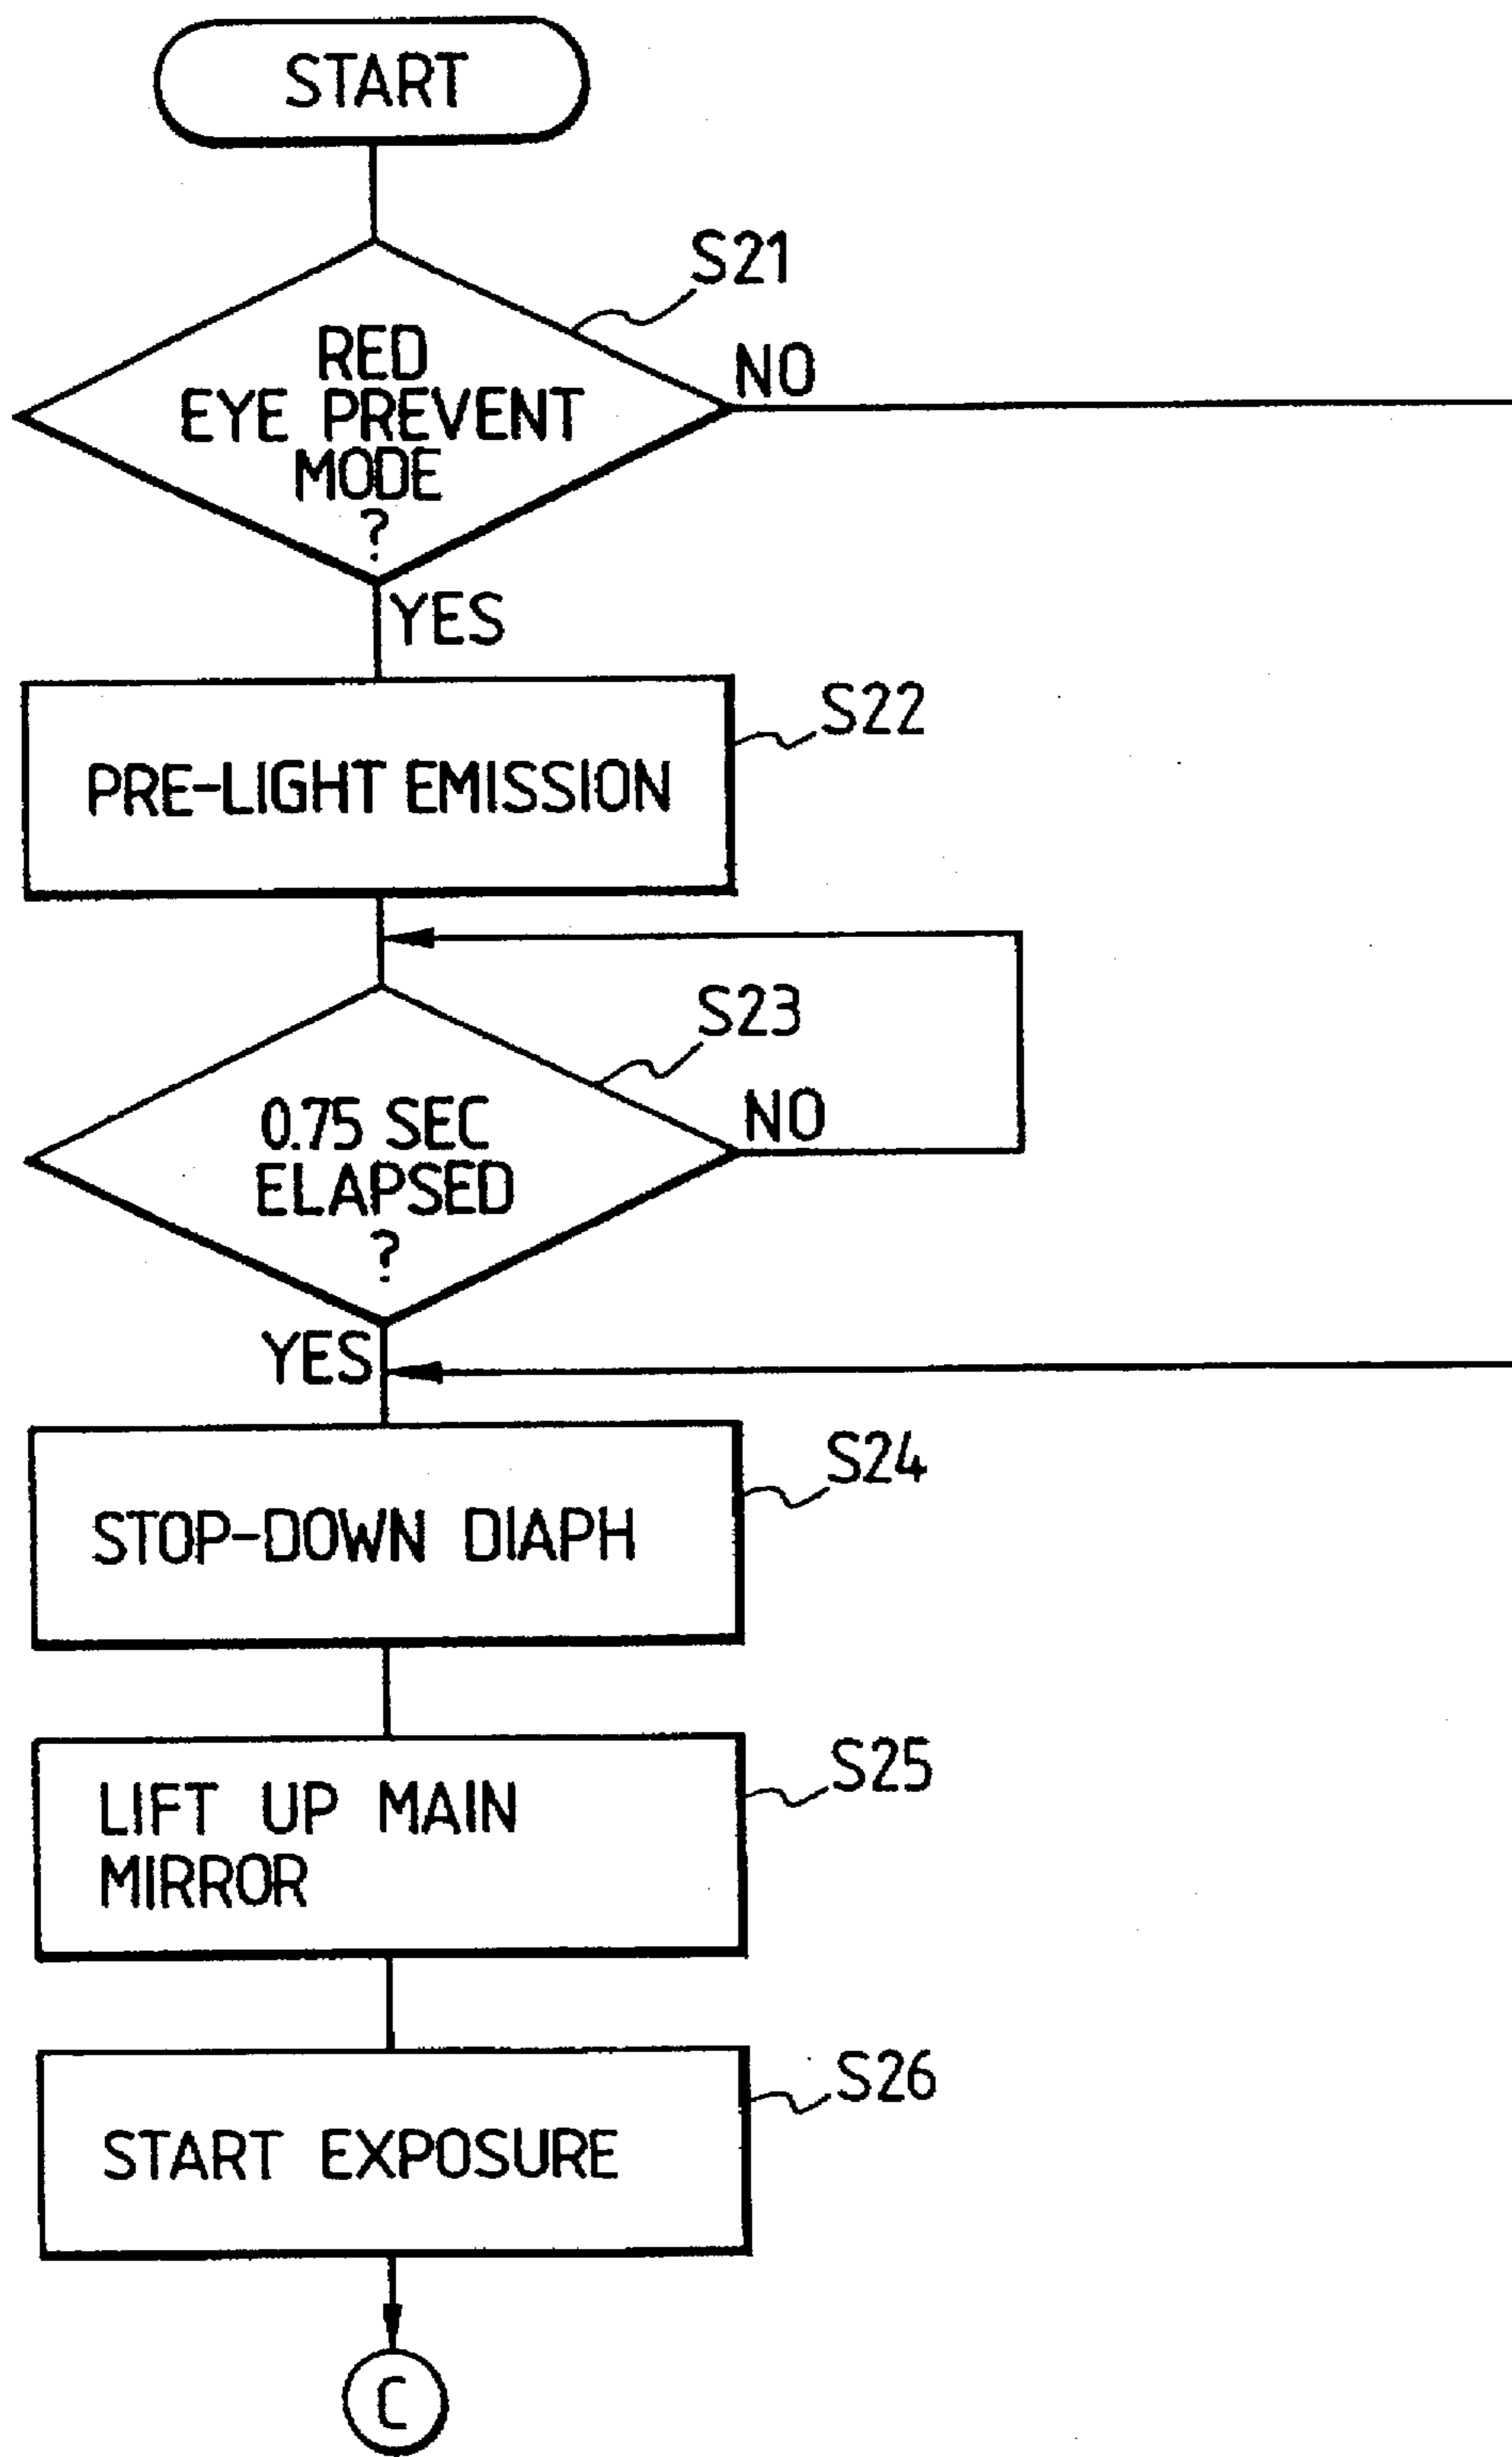 START
S21
RED
EYE PREVENT
MODE
?
NO
YES
S22
PRE-LIGHT EMISSION
S23
0.75 SEC
ELAPSED
?
NO
YES
S24
STOP-DOWN DIAPH
S25
LIFT UP MAIN
MIRROR
S26
START EXPOSURE
C